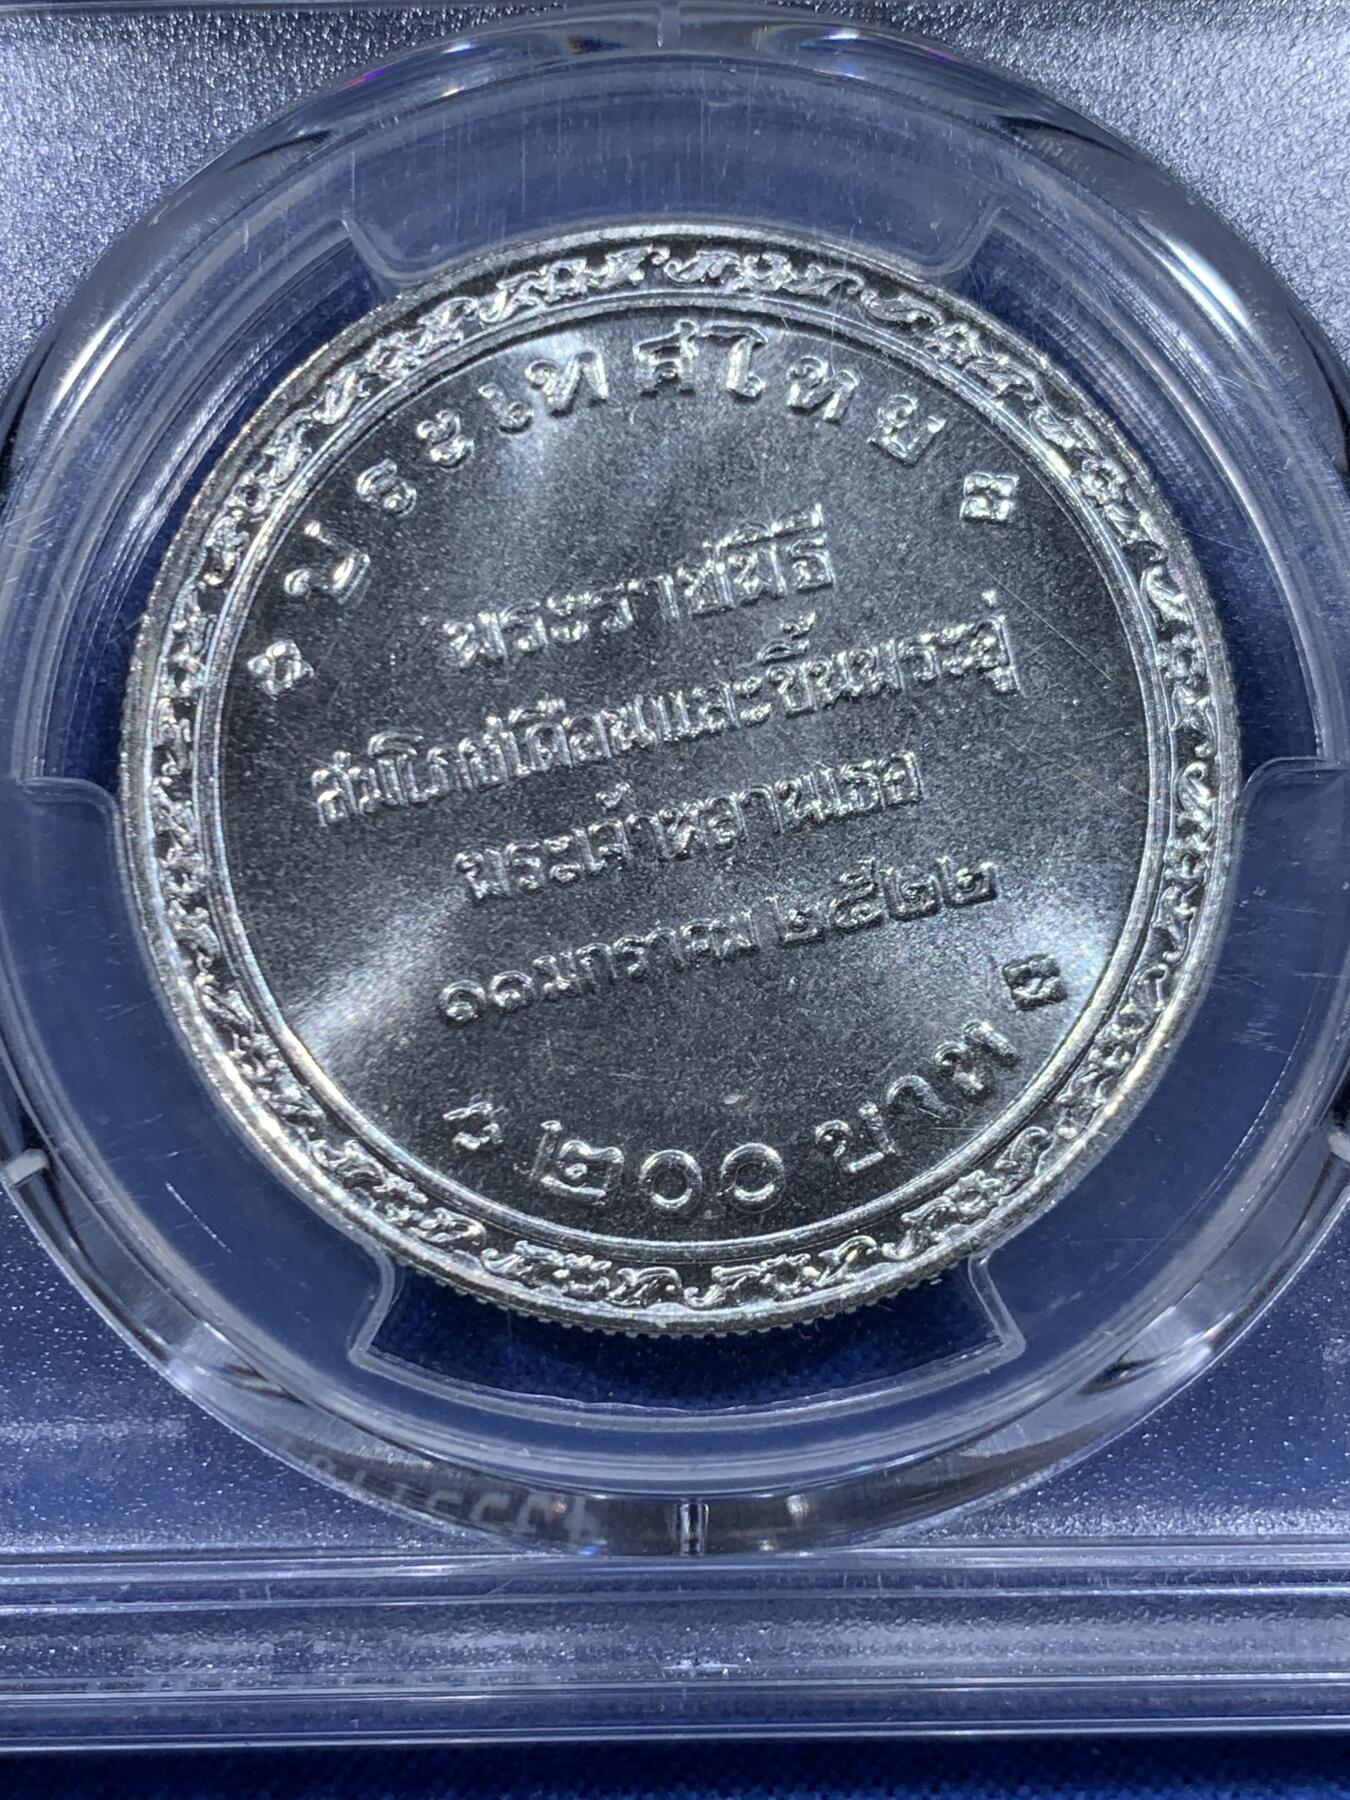 ประเทศไทย
พระราชพิธี
สมโภชเดือนและขึ้นพระอู่
พระเจ้าหลานเธอ
๑๑ มกราคม ๒๕๒๒
๒๐๐ บาท